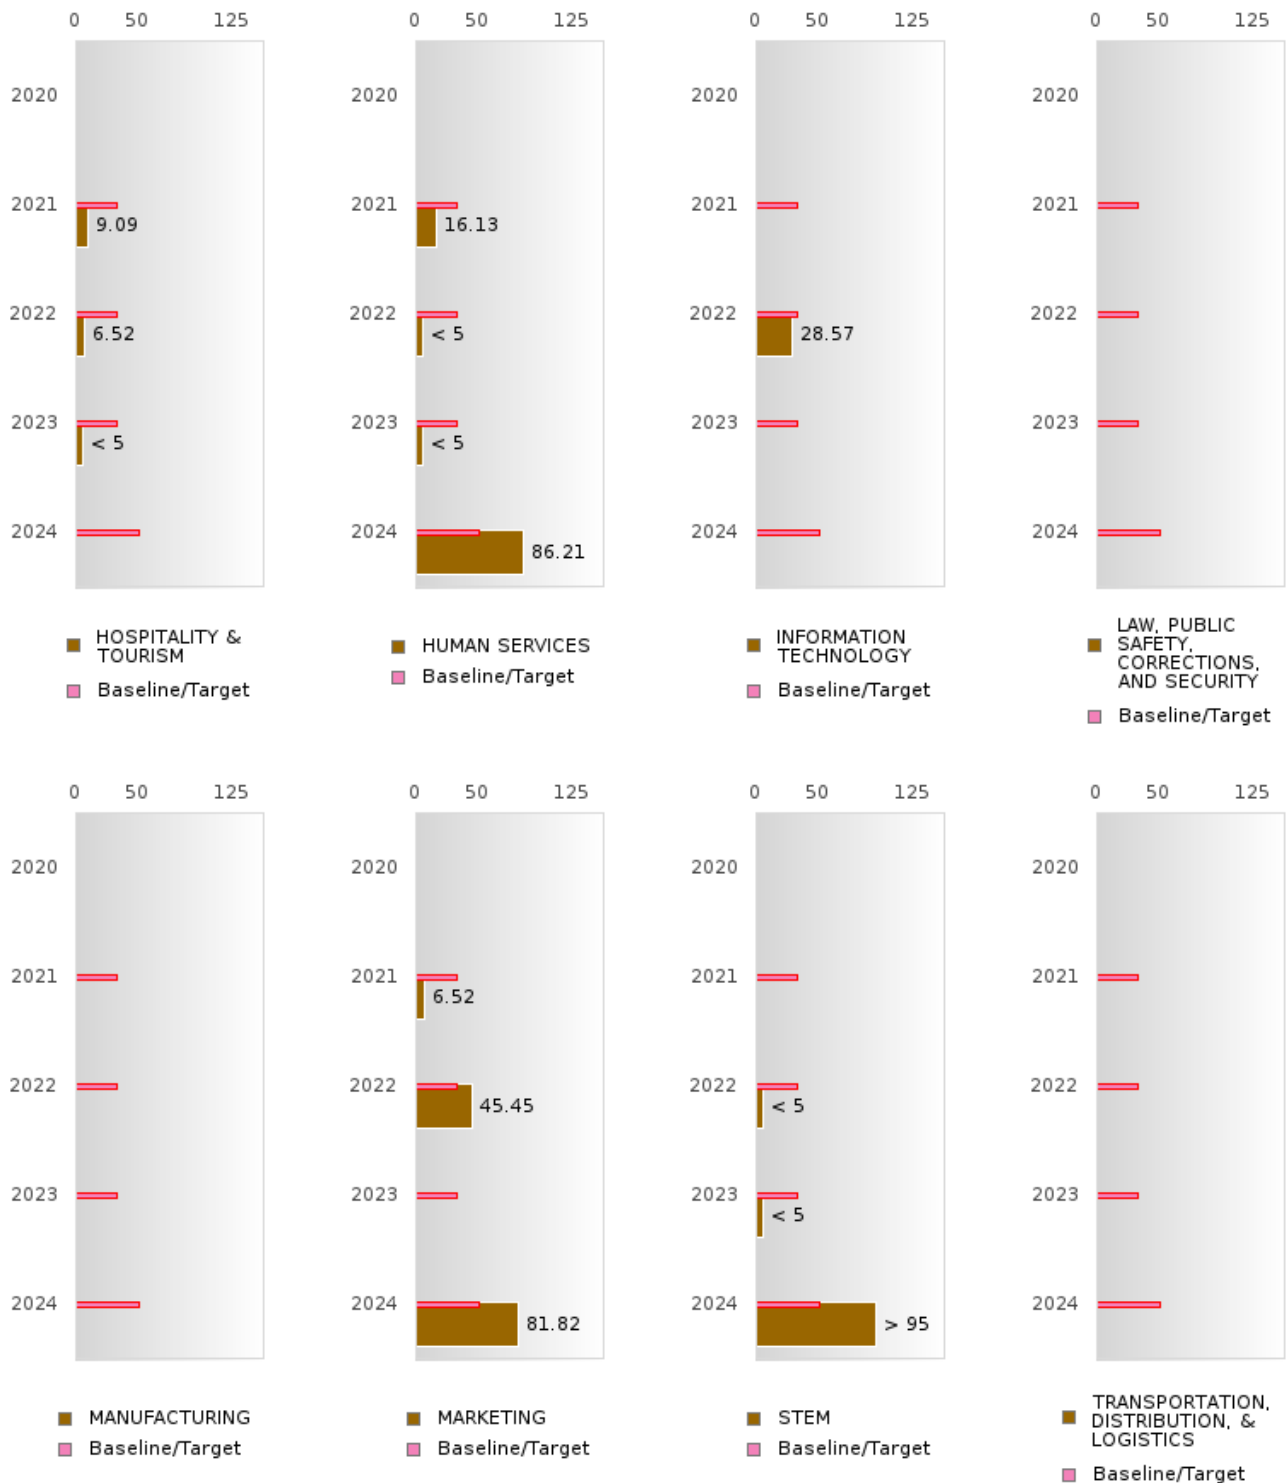 0 50 125 0 50 125 0 50 125 0 50 125
2020 2020 2020 2020
2021 2021 2021 2021
9.09 16.13
2022 2022 2022 2022
6.52 < 5 28.57
2023 2023 2023 2023
< 5 < 5
2024 2024 2024 2024
86.21
HOSPITALITY &
TOURISM
Baseline/Target
HUMAN SERVICES
Baseline/Target
INFORMATION
TECHNOLOGY
Baseline/Target
LAW, PUBLIC
SAFETY,
CORRECTIONS,
AND SECURITY
Baseline/Target
0 50 125 0 50 125 0 50 125 0 50 125
2020 2020 2020 2020
2021 2021 2021 2021
6.52
2022 2022 2022 2022
45.45 < 5
2023 2023 2023 2023
< 5
2024 2024 2024 2024
81.82 > 95
MANUFACTURING
Baseline/Target
MARKETING
Baseline/Target
STEM
Baseline/Target
TRANSPORTATION,
DISTRIBUTION, &
LOGISTICS
Baseline/Target